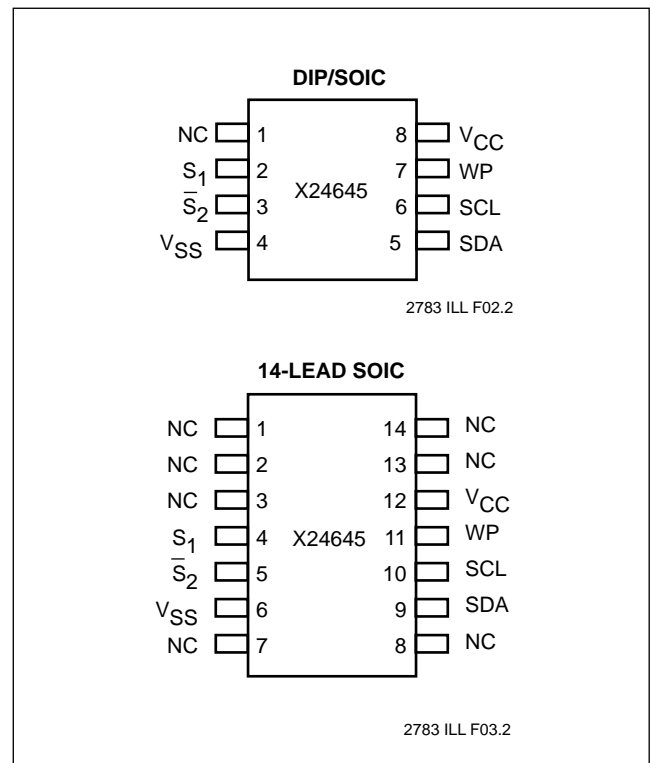 DIP/SOIC
NC 1 8 VCC
S1 2 7 WP
X24645
S̅2 3 6 SCL
VSS 4 5 SDA
2783 ILL F02.2
14-LEAD SOIC
NC 1 14 NC
NC 2 13 NC
NC 3 12 VCC
S1 4 X24645 11 WP
S̅2 5 10 SCL
VSS 6 9 SDA
NC 7 8 NC
2783 ILL F03.2